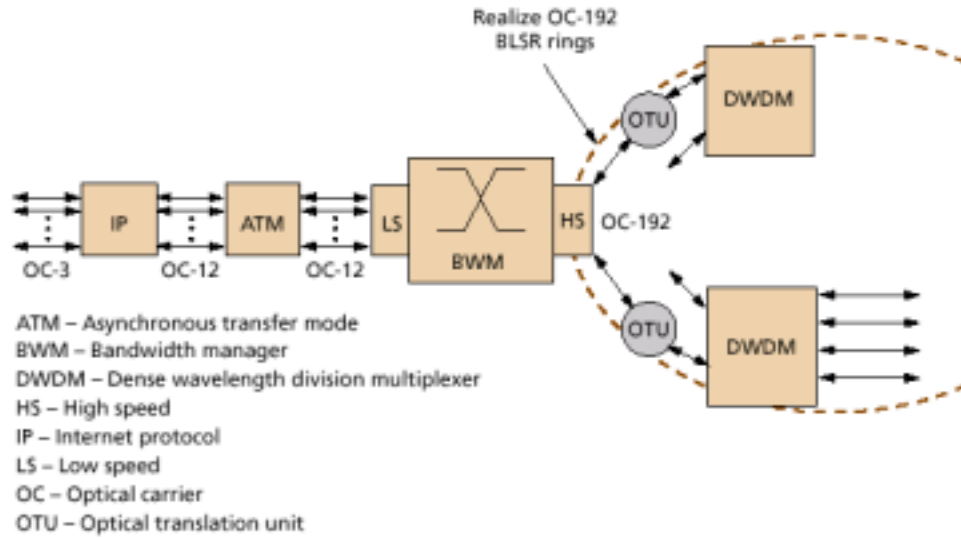 Realize OC-192
BLSR rings
DWDM
OTU
IP
ATM
LS
BWM
HS
OC-192
OC-3
OC-12
OC-12
OTU
DWDM
ATM – Asynchronous transfer mode
BWM – Bandwidth manager
DWDM – Dense wavelength division multiplexer
HS – High speed
IP – Internet protocol
LS – Low speed
OC – Optical carrier
OTU – Optical translation unit